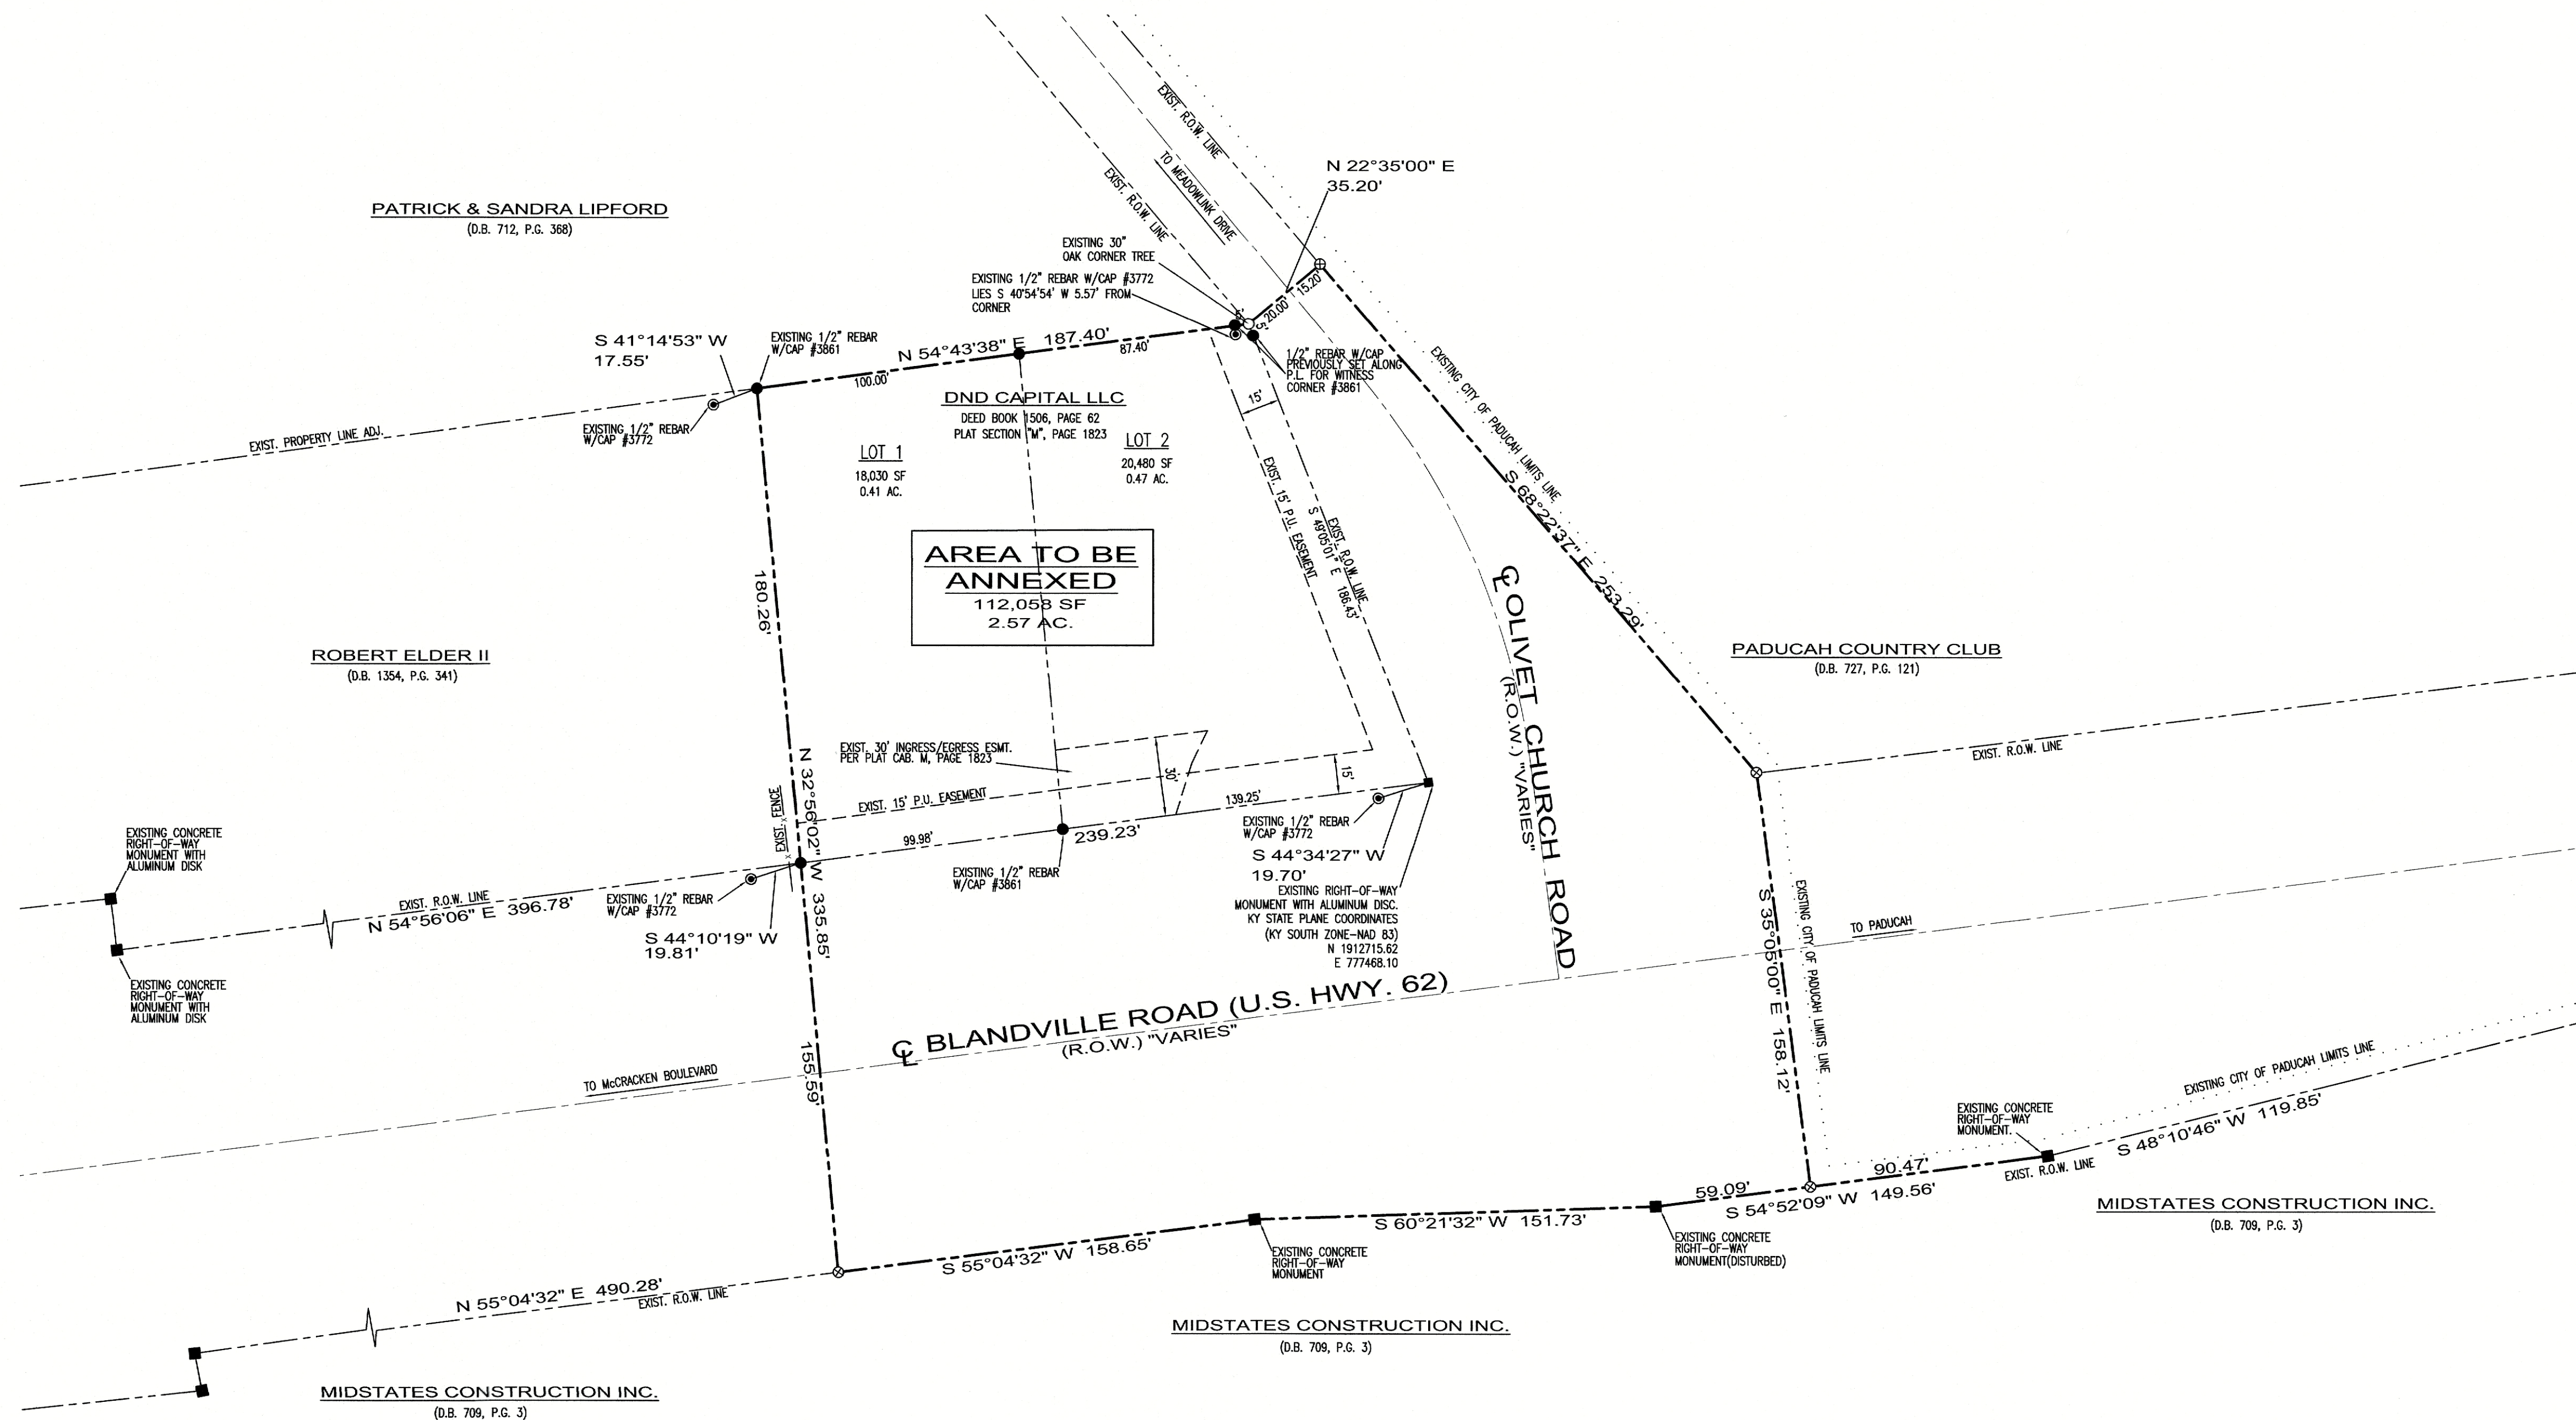 EXIST. R.O.W. LINE
TO MEADOWLINK DRIVE
EXIST. R.O.W. LINE
N 22°35'00" E
35.20'
PATRICK & SANDRA LIPFORD
(D.B. 712, P.G. 368)
EXISTING 30"
OAK CORNER TREE
EXISTING 1/2" REBAR W/CAP #3772
LIES S 40°54'54' W 5.57' FROM
CORNER
15.20'
20.00'
5'
5'
S 41°14'53" W
17.55'
EXISTING 1/2" REBAR
W/CAP #3861
N 54°43'38" E 187.40'
87.40'
100.00'
1/2" REBAR W/CAP
PREVIOUSLY SET ALONG
P.L. FOR WITNESS
CORNER #3861
EXISTING CITY OF PADUCAH LIMITS LINE
15'
DND CAPITAL LLC
DEED BOOK 1506, PAGE 62
PLAT SECTION "M", PAGE 1823
EXISTING 1/2" REBAR
W/CAP #3772
EXIST. PROPERTY LINE ADJ.
LOT 1
18,030 SF
0.41 AC.
LOT 2
20,480 SF
0.47 AC.
EXIST. 15' P.U. EASEMENT
EXIST. R.O.W. LINE
S 49°05'01" E 186.43'
S 68°22'37" E 253.29'
AREA TO BE
ANNEXED
112,058 SF
2.57 AC.
180.26'
ROBERT ELDER II
(D.B. 1354, P.G. 341)
PADUCAH COUNTRY CLUB
(D.B. 727, P.G. 121)
CL OLIVET CHURCH ROAD
(R.O.W.) "VARIES"
EXIST. R.O.W. LINE
EXIST. 30' INGRESS/EGRESS ESMT.
PER PLAT CAB. M, PAGE 1823
30'
15'
EXIST. 15' P.U. EASEMENT
139.25'
EXIST. FENCE
x
x
N 32°56'02" W 335.85'
99.98'
239.23'
EXISTING 1/2" REBAR
W/CAP #3772
S 44°34'27" W
19.70'
EXISTING CONCRETE
RIGHT-OF-WAY
MONUMENT WITH
ALUMINUM DISK
EXISTING 1/2" REBAR
W/CAP #3861
EXISTING RIGHT-OF-WAY
MONUMENT WITH ALUMINUM DISC.
KY STATE PLANE COORDINATES
(KY SOUTH ZONE-NAD 83)
N 1912715.62
E 777468.10
EXIST. R.O.W. LINE
N 54°56'06" E 396.78'
EXISTING 1/2" REBAR
W/CAP #3772
S 44°10'19" W
19.81'
EXISTING CONCRETE
RIGHT-OF-WAY
MONUMENT WITH
ALUMINUM DISK
S 35°05'00" E 158.12'
EXISTING CITY OF PADUCAH LIMITS LINE
TO PADUCAH
CL BLANDVILLE ROAD (U.S. HWY. 62)
(R.O.W.) "VARIES"
155.59'
TO McCRACKEN BOULEVARD
EXISTING CITY OF PADUCAH LIMITS LINE
EXISTING CONCRETE
RIGHT-OF-WAY
MONUMENT.
S 48°10'46" W 119.85'
EXIST. R.O.W. LINE
90.47'
59.09'
S 54°52'09" W 149.56'
MIDSTATES CONSTRUCTION INC.
(D.B. 709, P.G. 3)
S 60°21'32" W 151.73'
S 55°04'32" W 158.65'
EXISTING CONCRETE
RIGHT-OF-WAY
MONUMENT
EXISTING CONCRETE
RIGHT-OF-WAY
MONUMENT(DISTURBED)
N 55°04'32" E 490.28'
EXIST. R.O.W. LINE
MIDSTATES CONSTRUCTION INC.
(D.B. 709, P.G. 3)
MIDSTATES CONSTRUCTION INC.
(D.B. 709, P.G. 3)